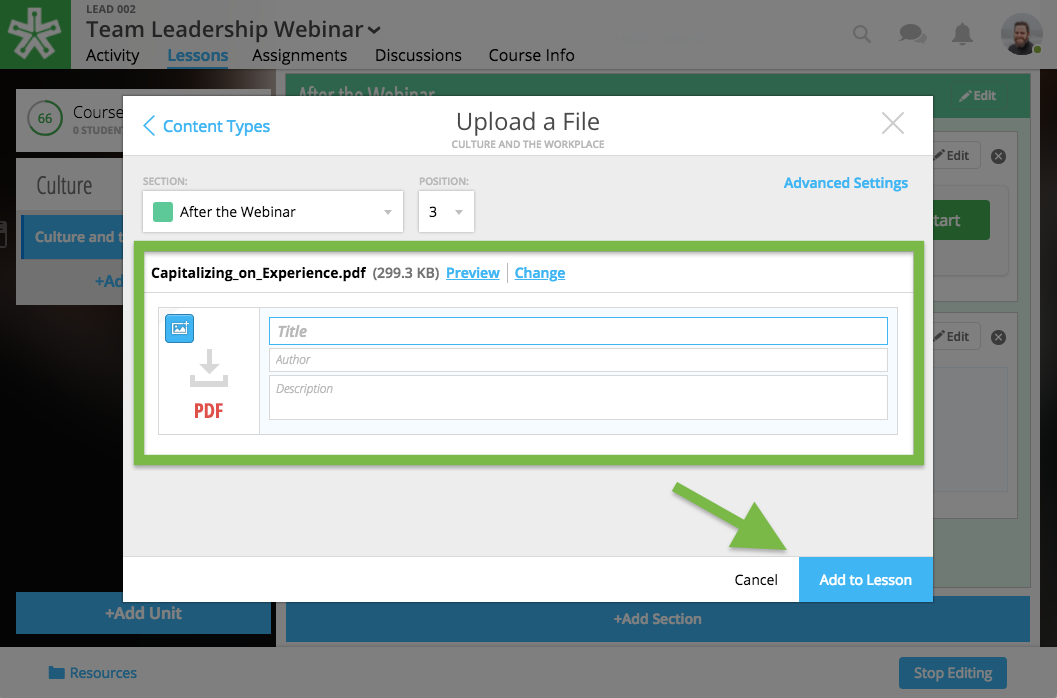 LEAD 002
Team Leadership Webinar
Activity Lessons Assignments Discussions Course Info
66
Course
0 STUDEN
After the Webinar
Edit
Content Types
Upload a File
CULTURE AND THE WORKPLACE
Edit
Culture
SECTION:
POSITION:
Advanced Settings
After the Webinar
3
tart
Culture and t
Capitalizing_on_Experience.pdf (299.3 KB) Preview Change
+Ad
Title
Author
Edit
Description
PDF
Cancel
Add to Lesson
+Add Unit
+Add Section
Resources
Stop Editing